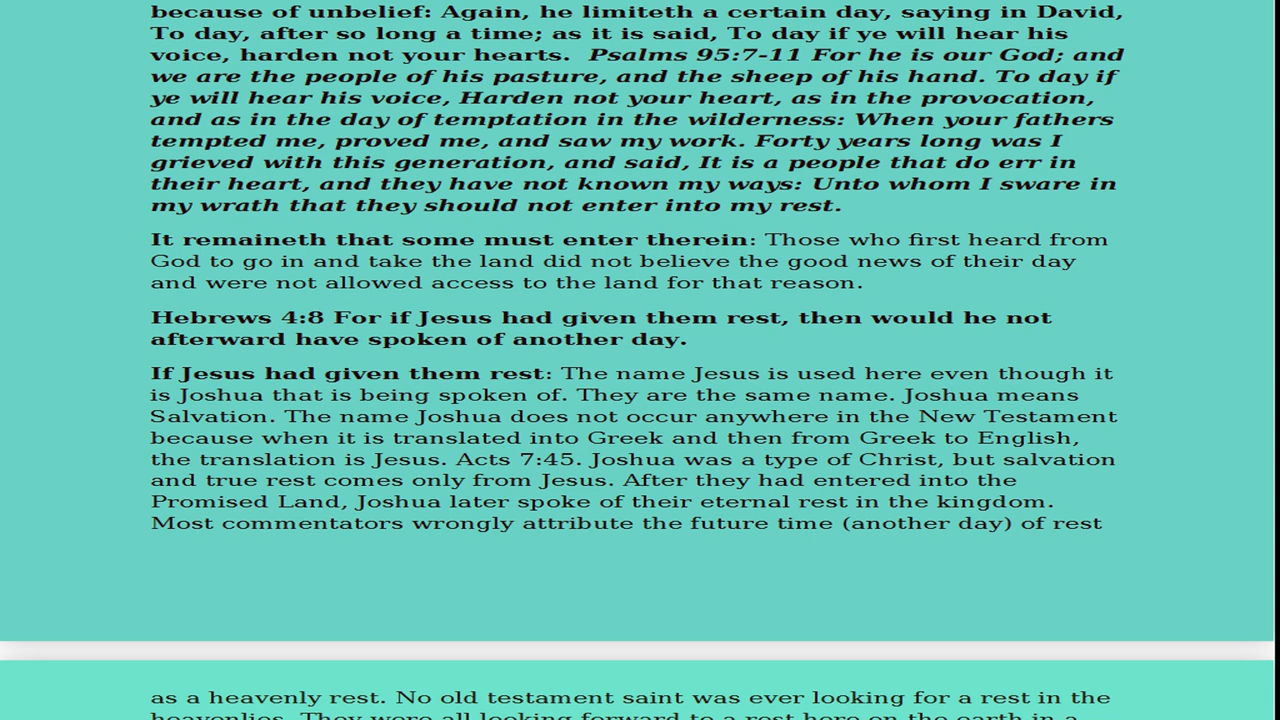 because of unbelief: Again, he limiteth a certain day, saying in David,
To day, after so long a time; as it is said, To day if ye will hear his
voice, harden not your hearts.  Psalms 95:7-11 For he is our God; and
we are the people of his pasture, and the sheep of his hand. To day if
ye will hear his voice, Harden not your heart, as in the provocation,
and as in the day of temptation in the wilderness: When your fathers
tempted me, proved me, and saw my work. Forty years long was I
grieved with this generation, and said, It is a people that do err in
their heart, and they have not known my ways: Unto whom I sware in
my wrath that they should not enter into my rest.
It remaineth that some must enter therein: Those who first heard from
God to go in and take the land did not believe the good news of their day
and were not allowed access to the land for that reason.
Hebrews 4:8 For if Jesus had given them rest, then would he not
afterward have spoken of another day.
If Jesus had given them rest: The name Jesus is used here even though it
is Joshua that is being spoken of. They are the same name. Joshua means
Salvation. The name Joshua does not occur anywhere in the New Testament
because when it is translated into Greek and then from Greek to English,
the translation is Jesus. Acts 7:45. Joshua was a type of Christ, but salvation
and true rest comes only from Jesus. After they had entered into the
Promised Land, Joshua later spoke of their eternal rest in the kingdom.
Most commentators wrongly attribute the future time (another day) of rest
as a heavenly rest. No old testament saint was ever looking for a rest in the
heavenlies. They were all looking forward to a rest here on the earth in a